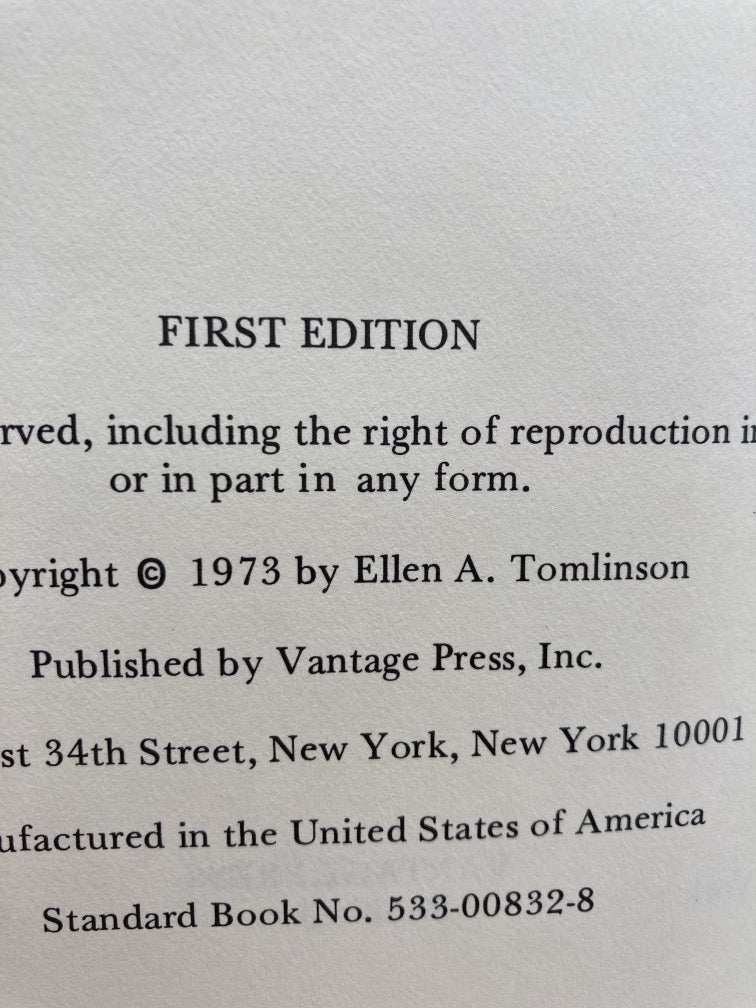 FIRST EDITION
rved, including the right of reproduction i
or in part in any form.
yright © 1973 by Ellen A. Tomlinson
Published by Vantage Press, Inc.
st 34th Street, New York, New York 10001
ufactured in the United States of America
Standard Book No. 533-00832-8